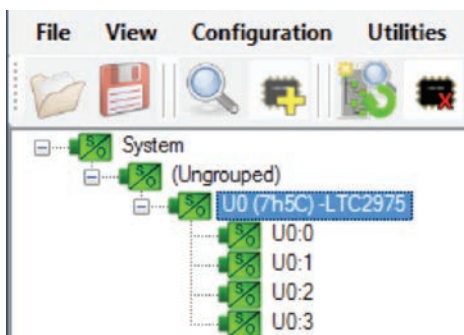 File View Configuration Utilities
S/O System
S/O (Ungrouped)
S/O U0 (7h5C) -LTC2975
S/O U0:0
S/O U0:1
S/O U0:2
S/O U0:3